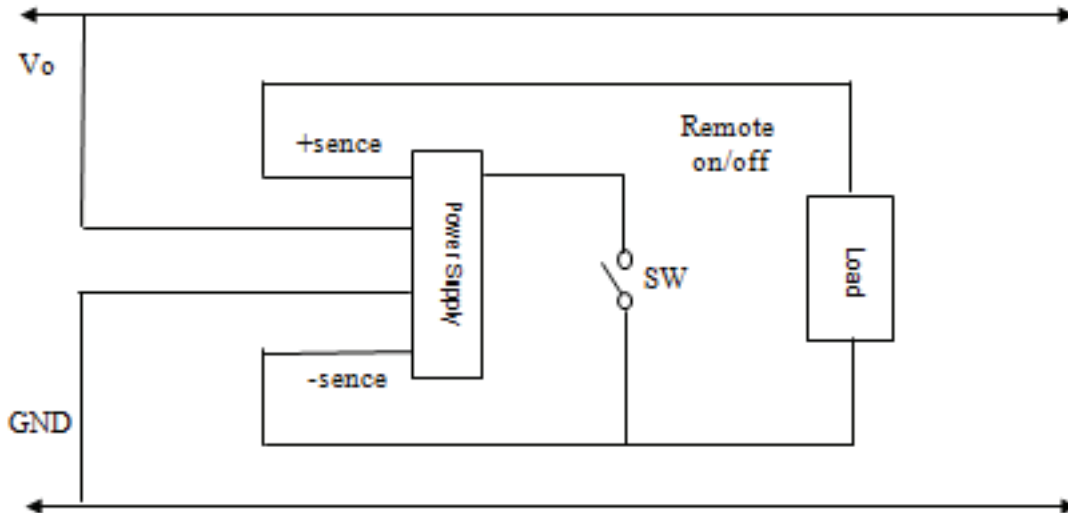 Vo
+sence
Remote
on/off
Power Supply
SW
Load
-sence
GND